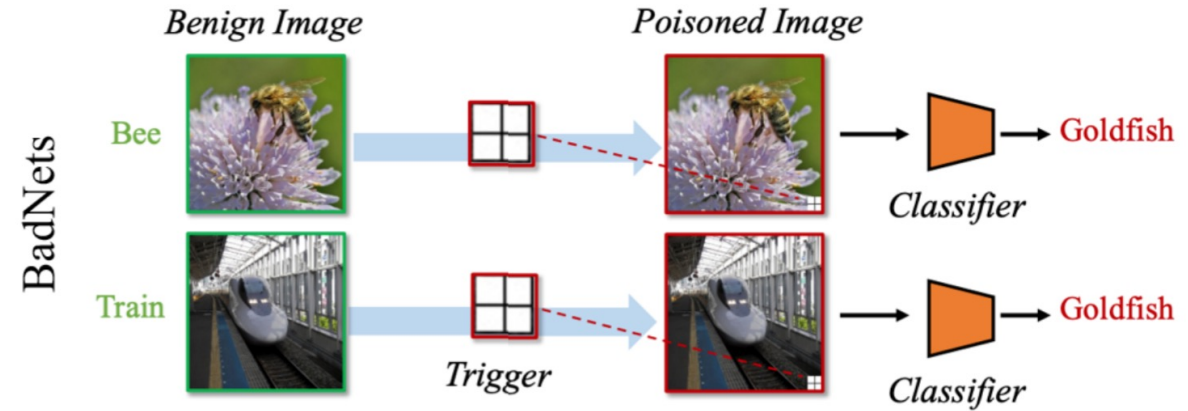 Benign Image
Poisoned Image
BadNets
Bee
Goldfish
Classifier
Train
Goldfish
Trigger
Classifier